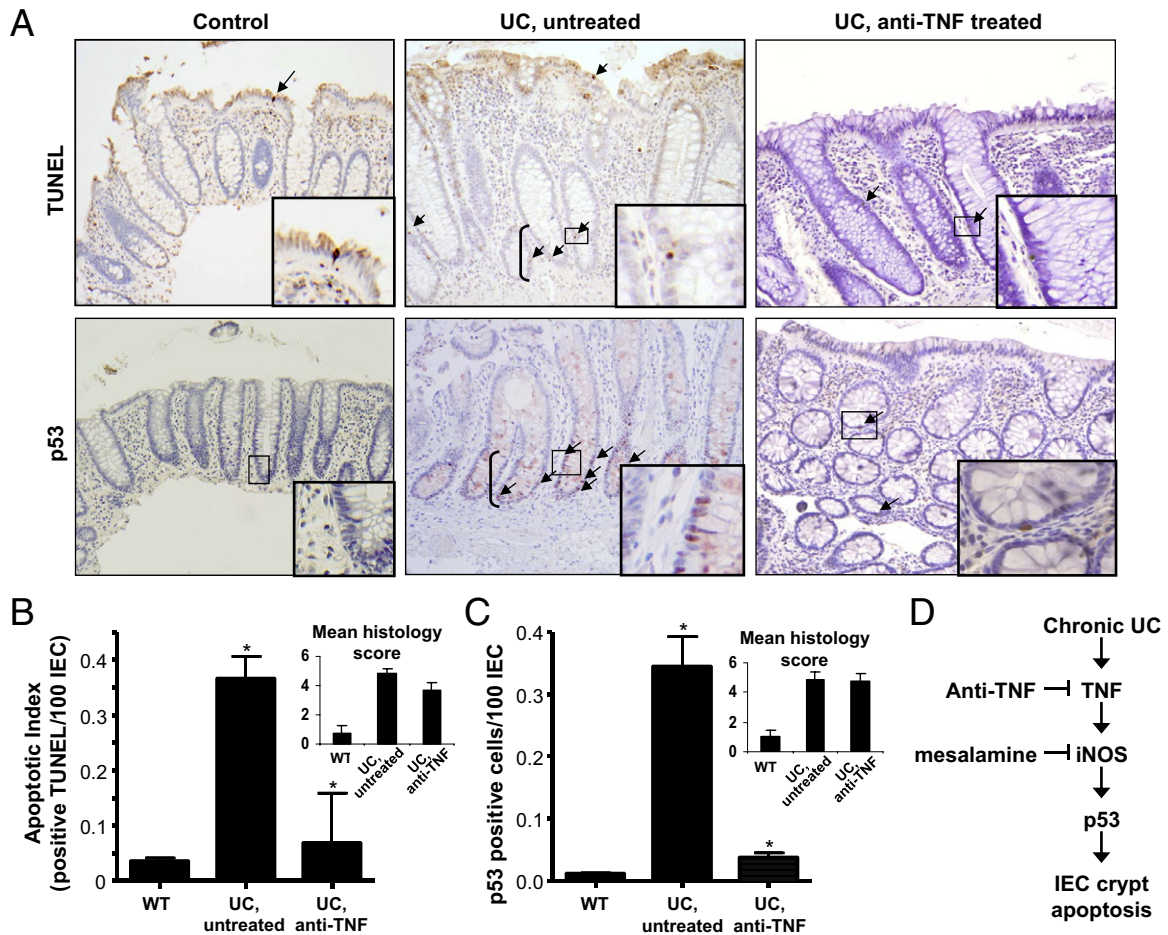 A
Control
UC, untreated
UC, anti-TNF treated
TUNEL
p53
B
Apoptotic Index
(positive TUNEL/100 IEC)
0.4
0.3
0.2
0.1
0
WT
UC,
untreated
UC,
anti-TNF
*
*
Mean histology
score
6
4
2
0
WT
UC,
untreated
UC,
anti-TNF
C
p53 positive cells/100 IEC
0.4
0.3
0.2
0.1
0.0
WT
UC,
untreated
UC,
anti-TNF
*
*
Mean histology
score
6
4
2
0
WT
UC,
untreated
UC,
anti-TNF
D
Chronic UC
Anti-TNF TNF
mesalamine iNOS
p53
IEC crypt
apoptosis